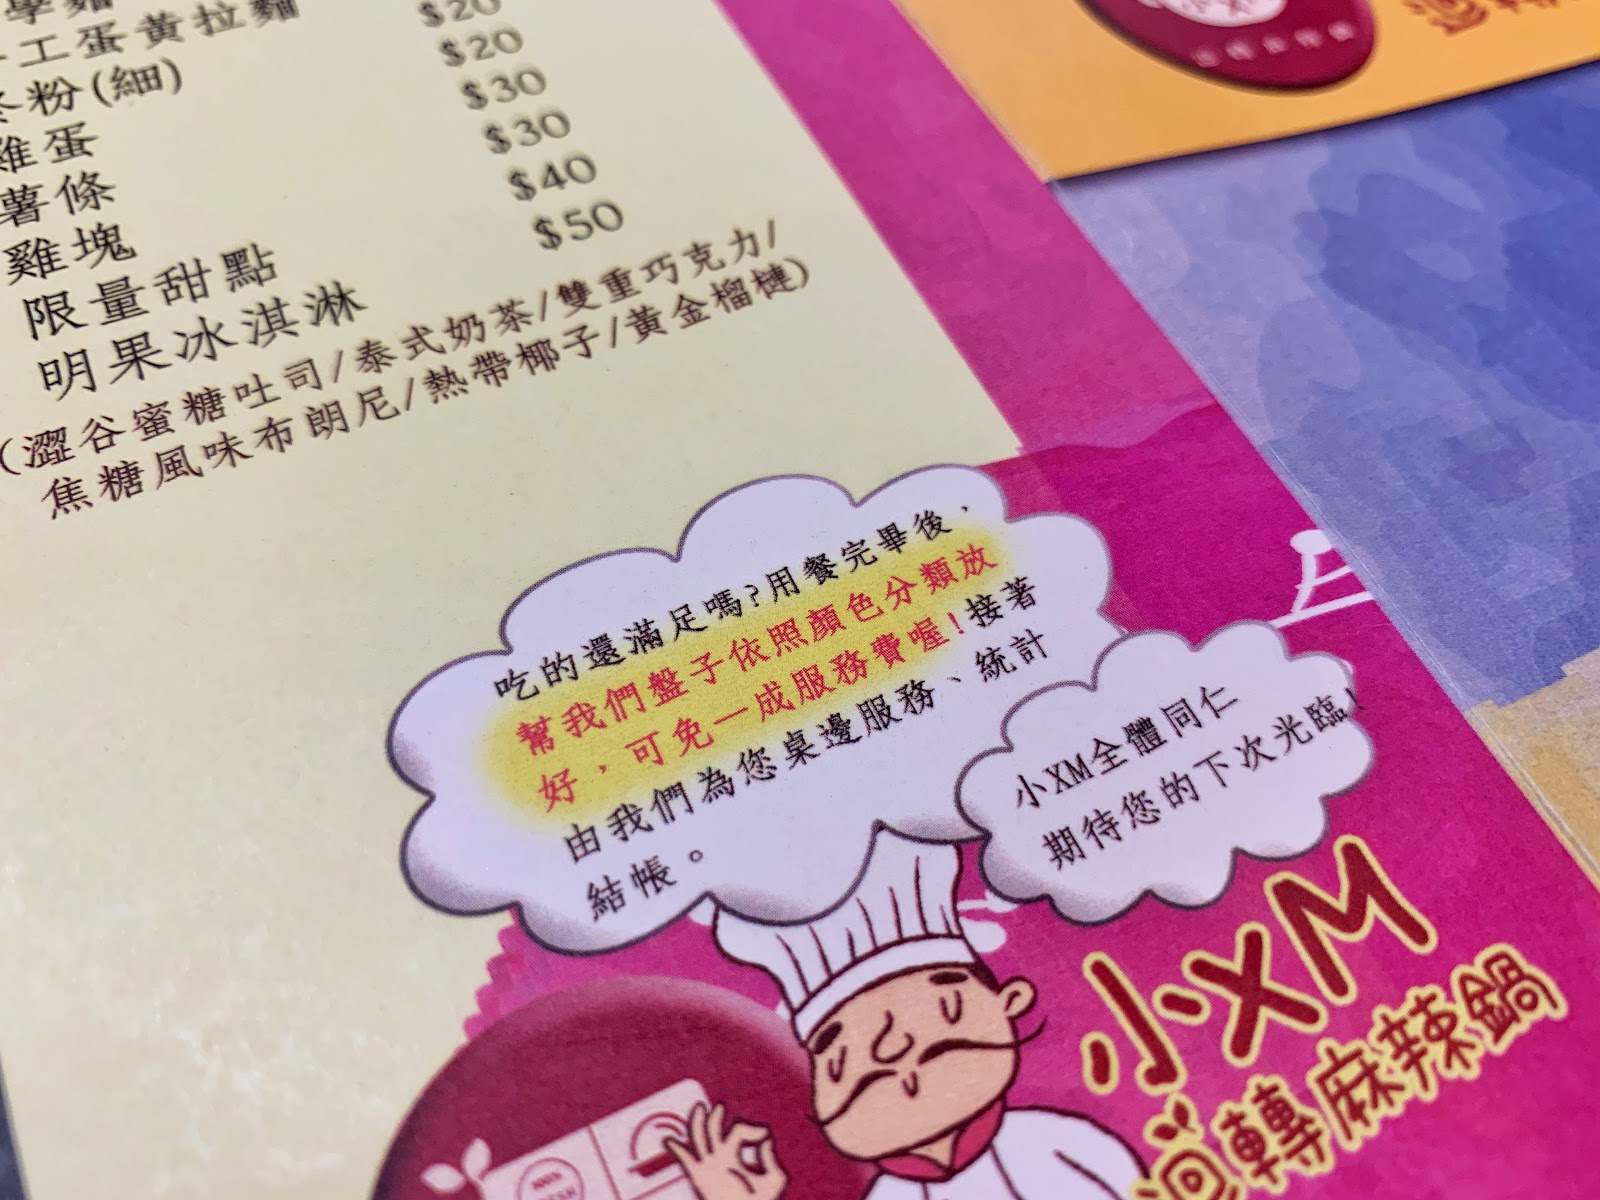 工蛋黃拉麵 $20
冬粉(細) $20
雞蛋 $30
薯條 $30
雞塊 $40
限量甜點 $50
明果冰淇淋
(澀谷蜜糖吐司/泰式奶茶/雙重巧克力/
焦糖風味布朗尼/熱帶椰子/黃金榴槤)
吃的還滿足嗎?用餐完畢後,
幫我們盤子依照顏色分類放
好,可免一成服務費喔!接著
由我們為您桌邊服務、統計
結帳。
小XM全體同仁
期待您的下次光臨!
小XM
迴轉麻辣鍋